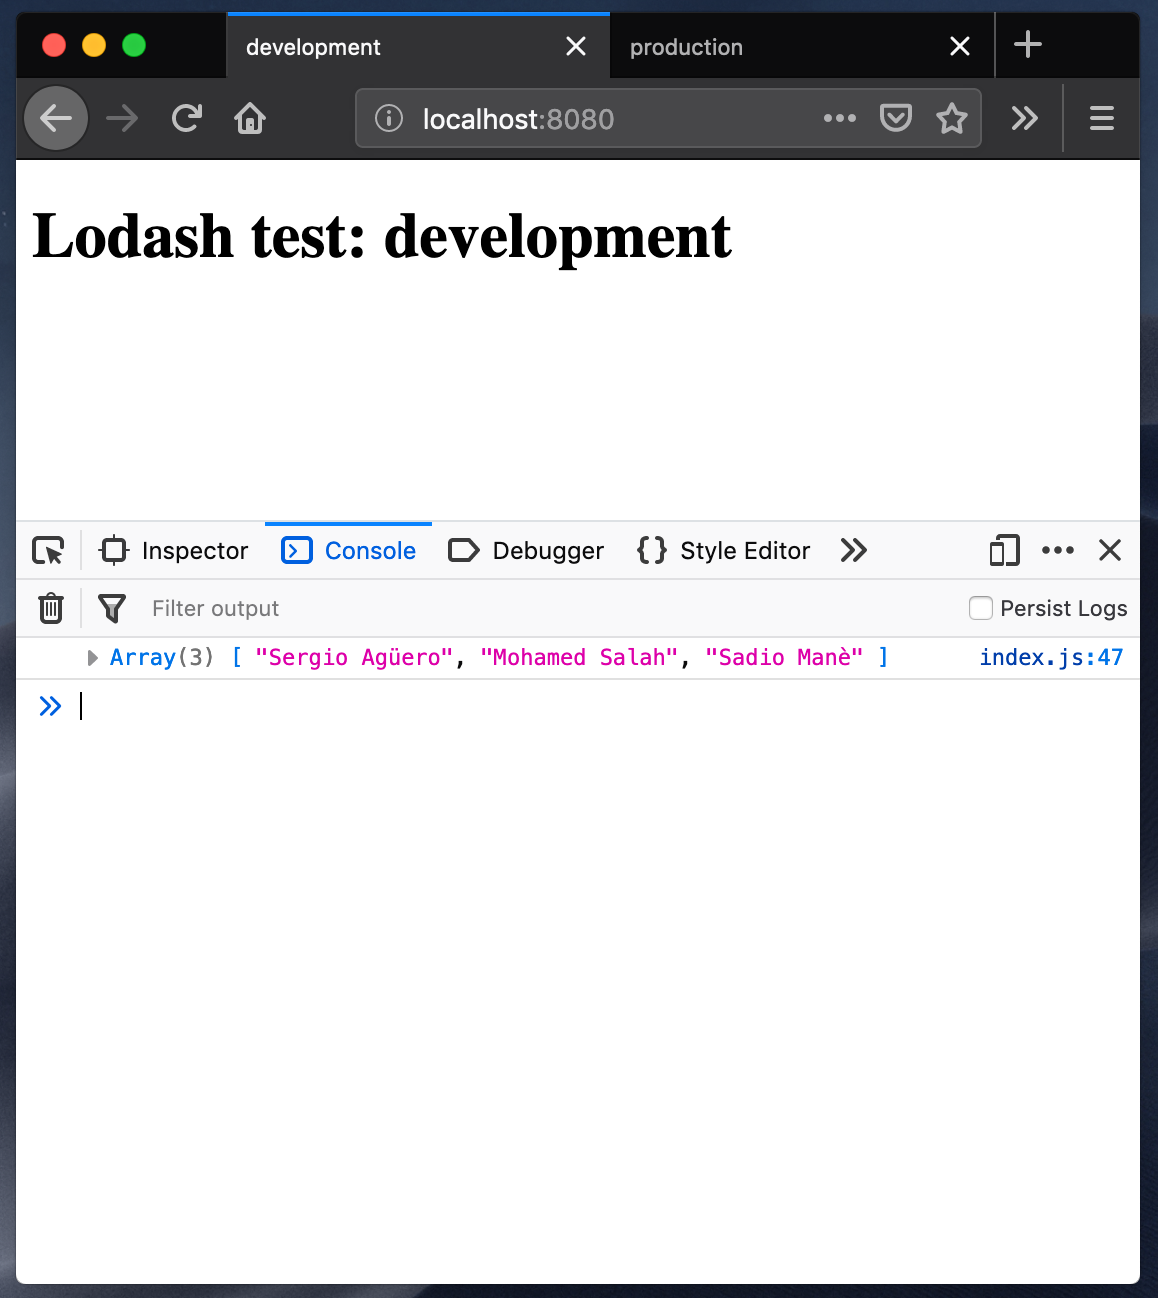 development production
localhost:8080
Lodash test: development
Inspector Console Debugger Style Editor
Filter output Persist Logs
Array(3) [ "Sergio Agüero", "Mohamed Salah", "Sadio Manè" ] index.js:47